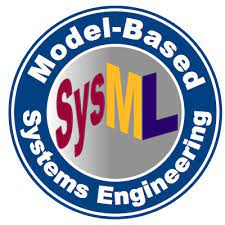 Model-Based
SysML
Systems Engineering